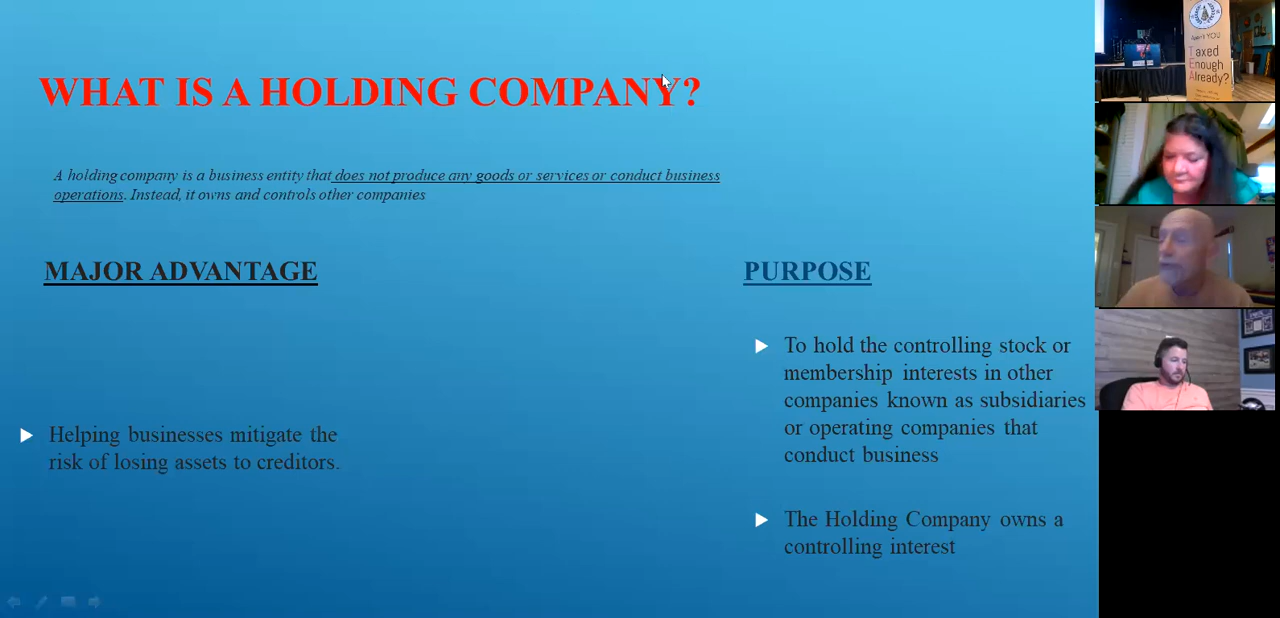 WHAT IS A HOLDING COMPANY?
A holding company is a business entity that does not produce any goods or services or conduct business
operations. Instead, it owns and controls other companies
MAJOR ADVANTAGE
Helping businesses mitigate the
risk of losing assets to creditors.
PURPOSE
To hold the controlling stock or
membership interests in other
companies known as subsidiaries
or operating companies that
conduct business
The Holding Company owns a
controlling interest
Aren't YOU
Taxed
Enough
Already?